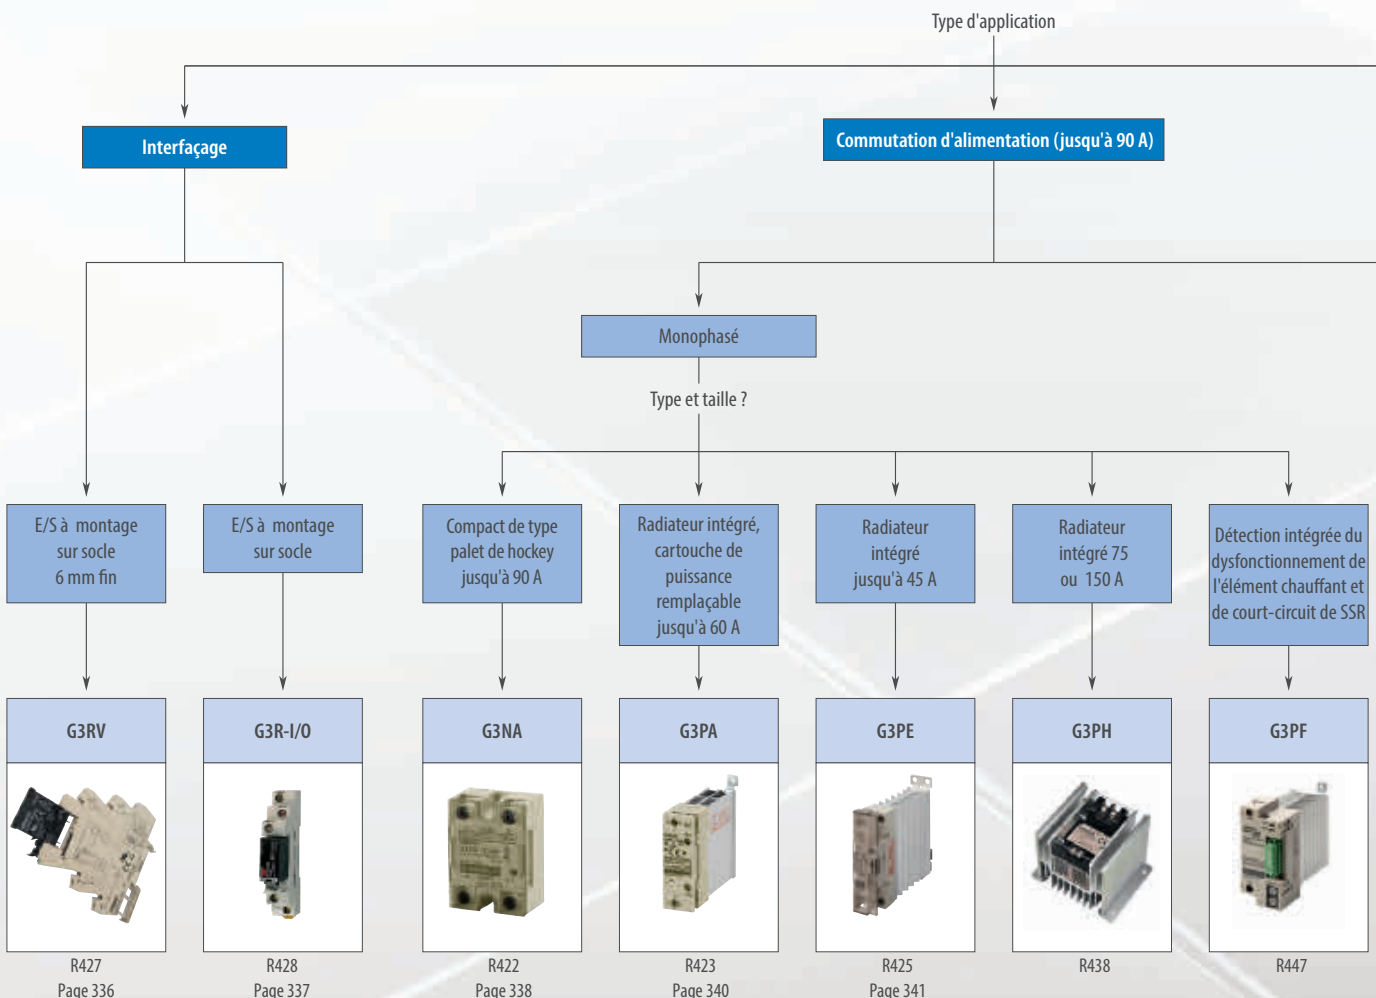 Type d'application
Interfaçage
Commutation d'alimentation (jusqu'à 90 A)
Monophasé
Type et taille ?
E/S à montage
sur socle
6 mm fin
E/S à montage
sur socle
Compact de type
palet de hockey
jusqu'à 90 A
Radiateur intégré,
cartouche de
puissance
remplaçable
jusqu'à 60 A
Radiateur
intégré
jusqu'à 45 A
Radiateur
intégré 75
ou 150 A
Détection intégrée du
dysfonctionnement de
l'élément chauffant et
de court-circuit de SSR
G3RV
G3R-I/O
G3NA
G3PA
G3PE
G3PH
G3PF
R427
Page 336
R428
Page 337
R422
Page 338
R423
Page 340
R425
Page 341
R438
R447